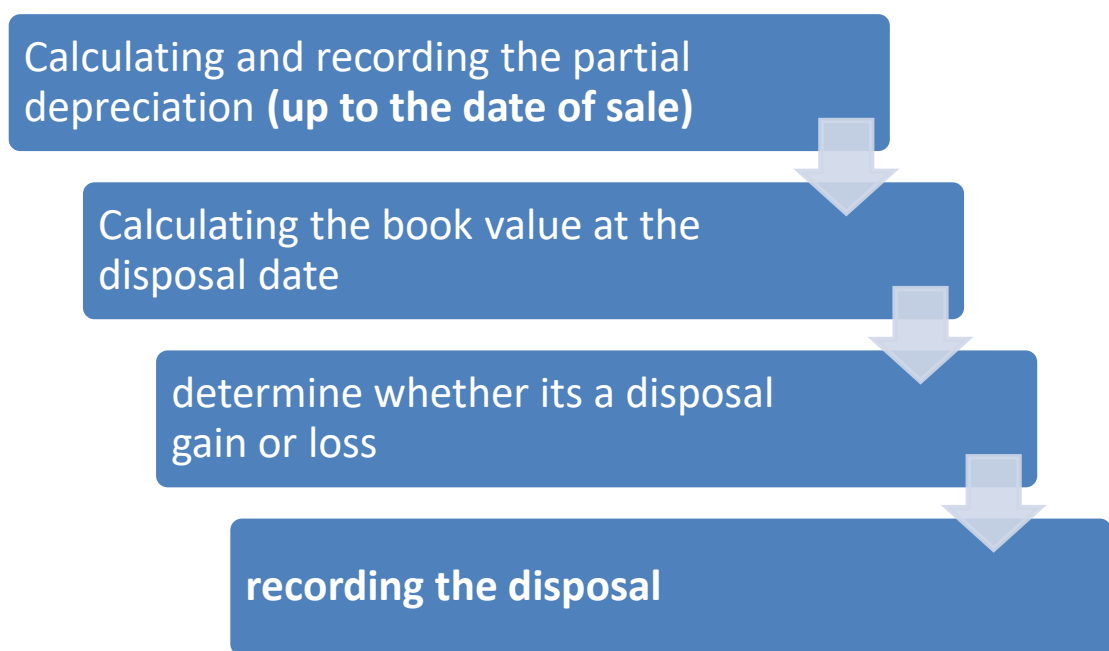 Calculating and recording the partial
depreciation (up to the date of sale)
Calculating the book value at the
disposal date
determine whether its a disposal
gain or loss
recording the disposal